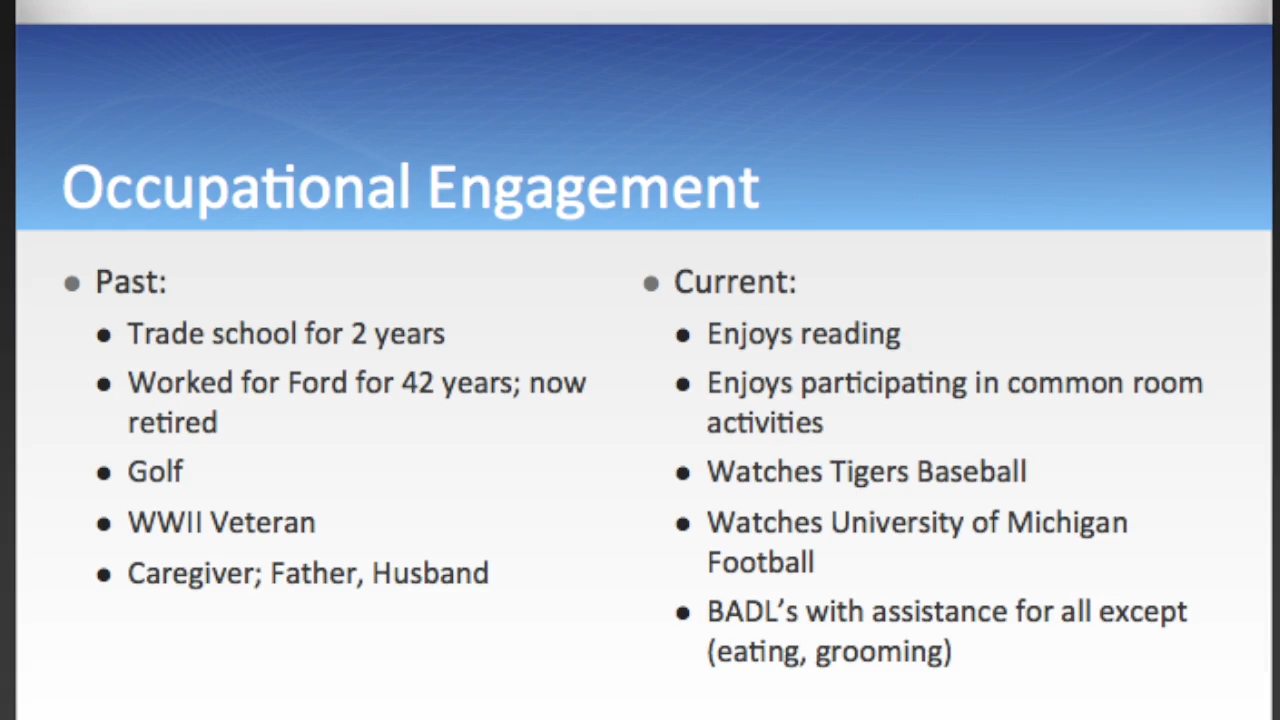 Occupational Engagement
● Past:
● Trade school for 2 years
● Worked for Ford for 42 years; now
retired
● Golf
● WWII Veteran
● Caregiver; Father, Husband
● Current:
● Enjoys reading
● Enjoys participating in common room
activities
● Watches Tigers Baseball
● Watches University of Michigan
Football
● BADL’s with assistance for all except
(eating, grooming)